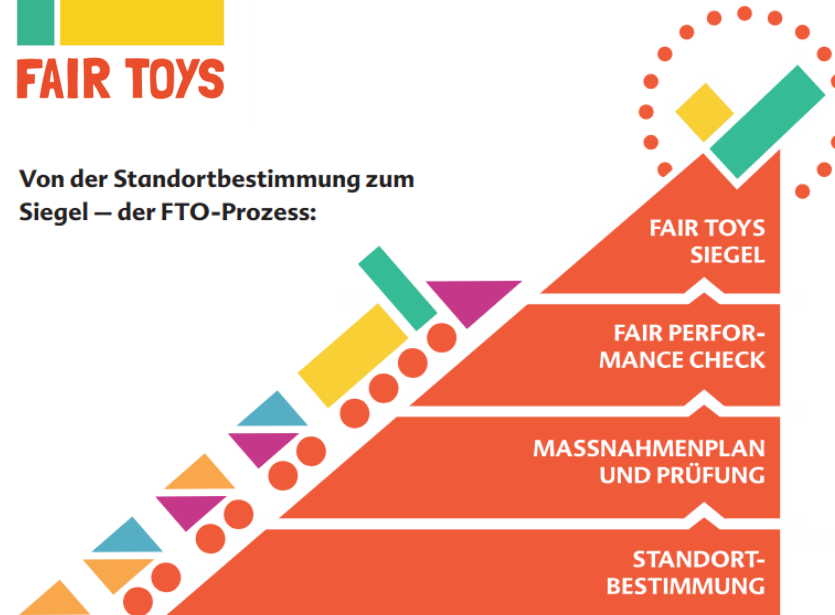 FAIR TOYS
Von der Standortbestimmung zum
Siegel – der FTO-Prozess:
FAIR TOYS
SIEGEL
FAIR PERFOR-
MANCE CHECK
MASSNAHMENPLAN
UND PRÜFUNG
STANDORT-
BESTIMMUNG